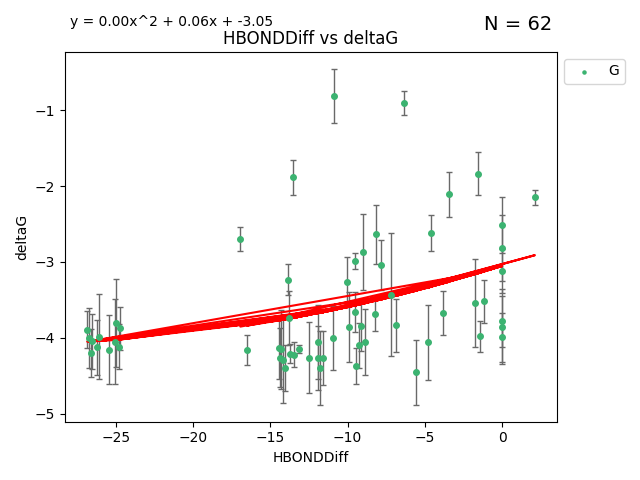 y = 0.00x^2 + 0.06x + -3.05
N = 62
HBONDDiff vs deltaG
G
deltaG
−1
−2
−3
−4
−5
−25
−20
−15
−10
−5
0
HBONDDiff